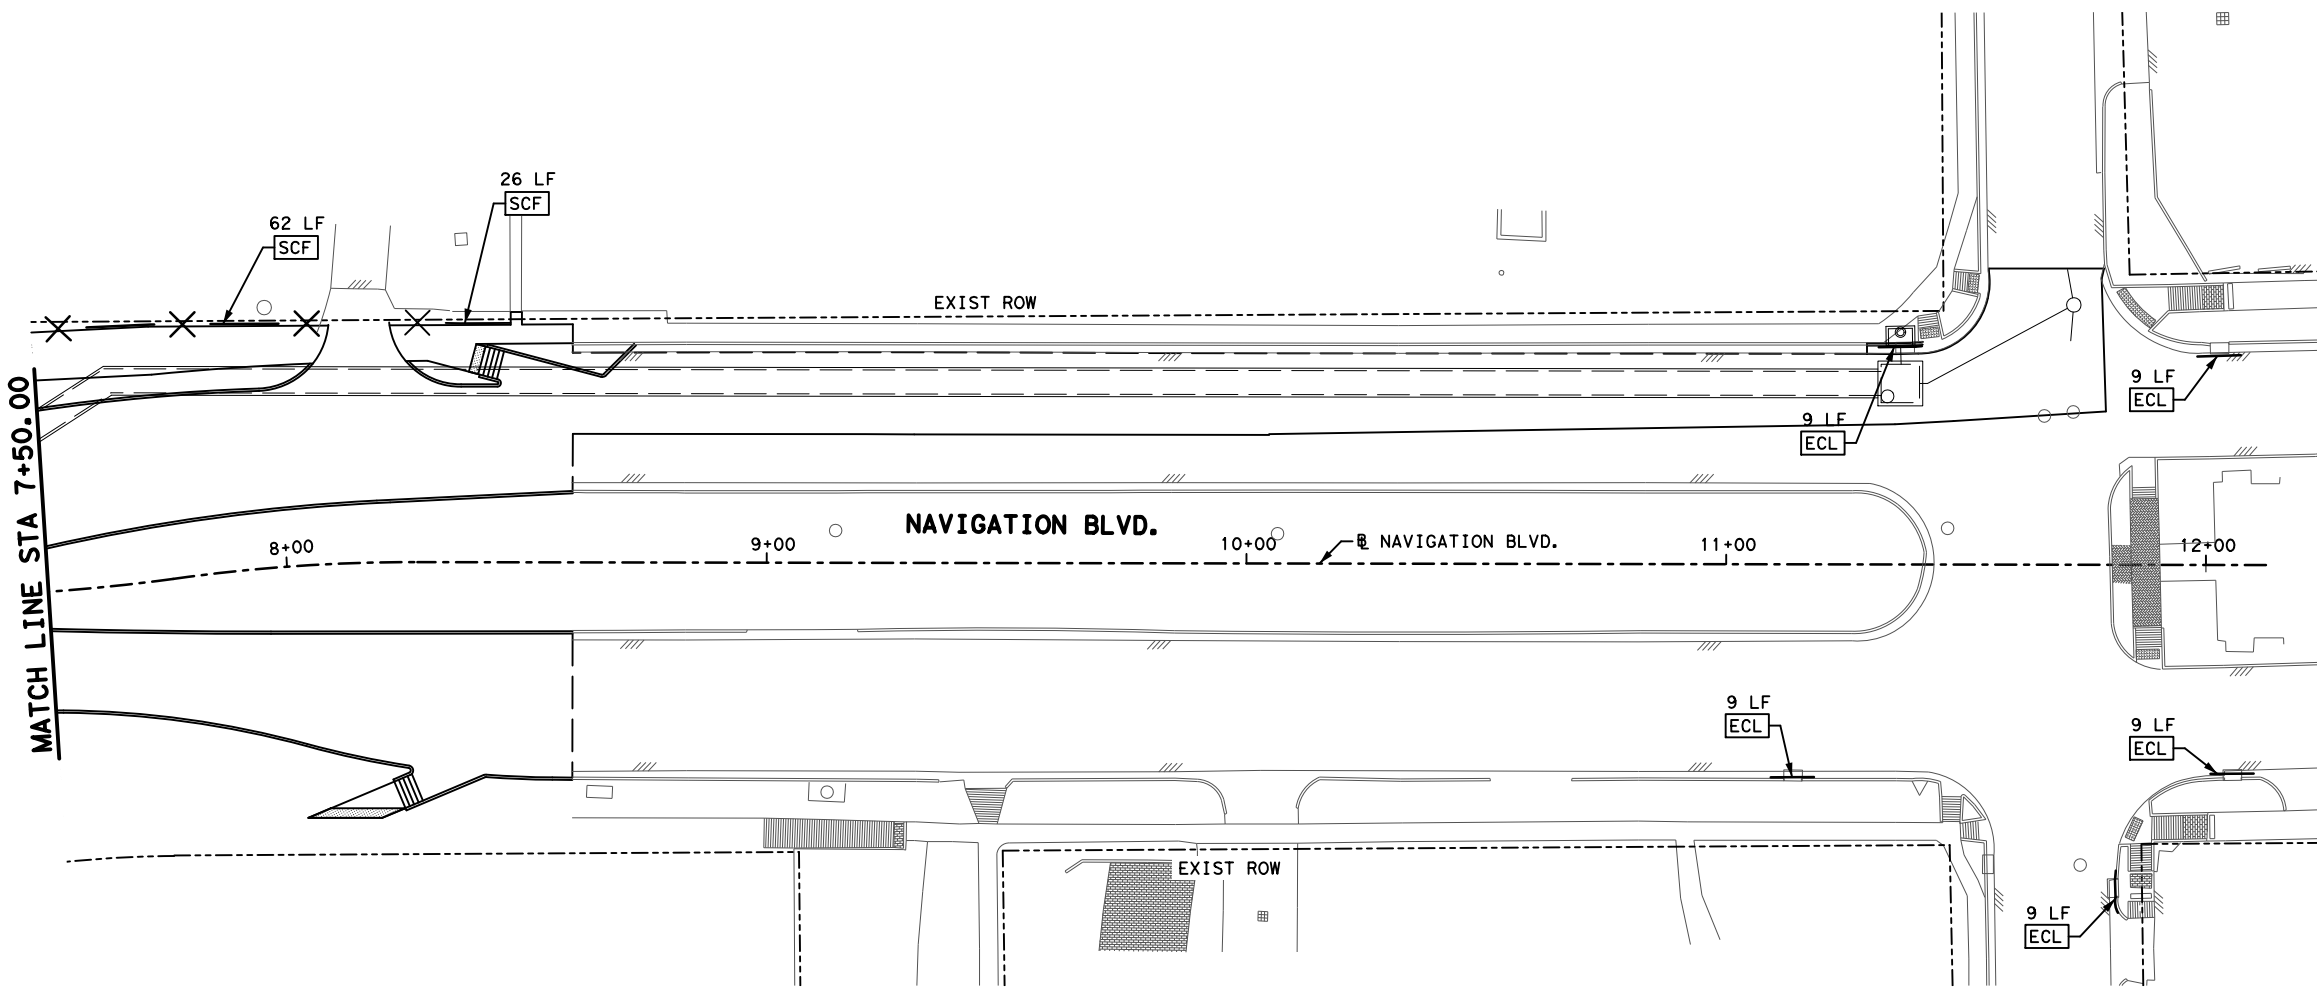 26 LF
SCF
62 LF
SCF
EXIST ROW
9 LF
ECL
9 LF
ECL
MATCH LINE STA 7+50.00
NAVIGATION BLVD.
8+00
9+00
10+00
℄ NAVIGATION BLVD.
11+00
12+00
9 LF
ECL
9 LF
ECL
EXIST ROW
9 LF
ECL